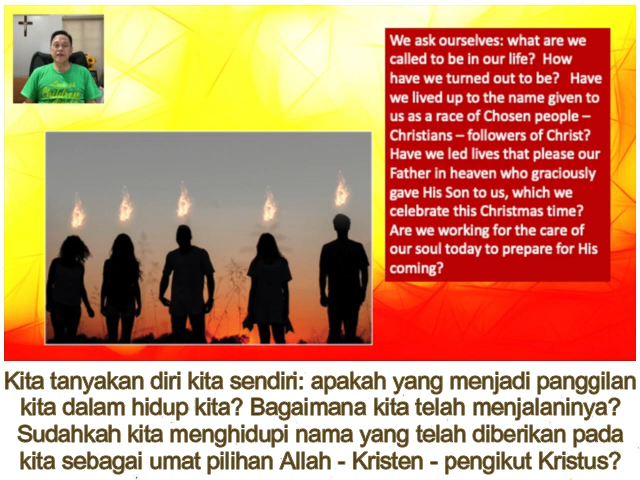 We ask ourselves: what are we
called to be in our life?  How
have we turned out to be?   Have
we lived up to the name given to
us as a race of Chosen people –
Christians – followers of Christ?
Have we led lives that please our
Father in heaven who graciously
gave His Son to us, which we
celebrate this Christmas time?
Are we working for the care of
our soul today to prepare for His
coming?
Kita tanyakan diri kita sendiri: apakah yang menjadi panggilan
kita dalam hidup kita? Bagaimana kita telah menjalaninya?
Sudahkah kita menghidupi nama yang telah diberikan pada
kita sebagai umat pilihan Allah - Kristen - pengikut Kristus?